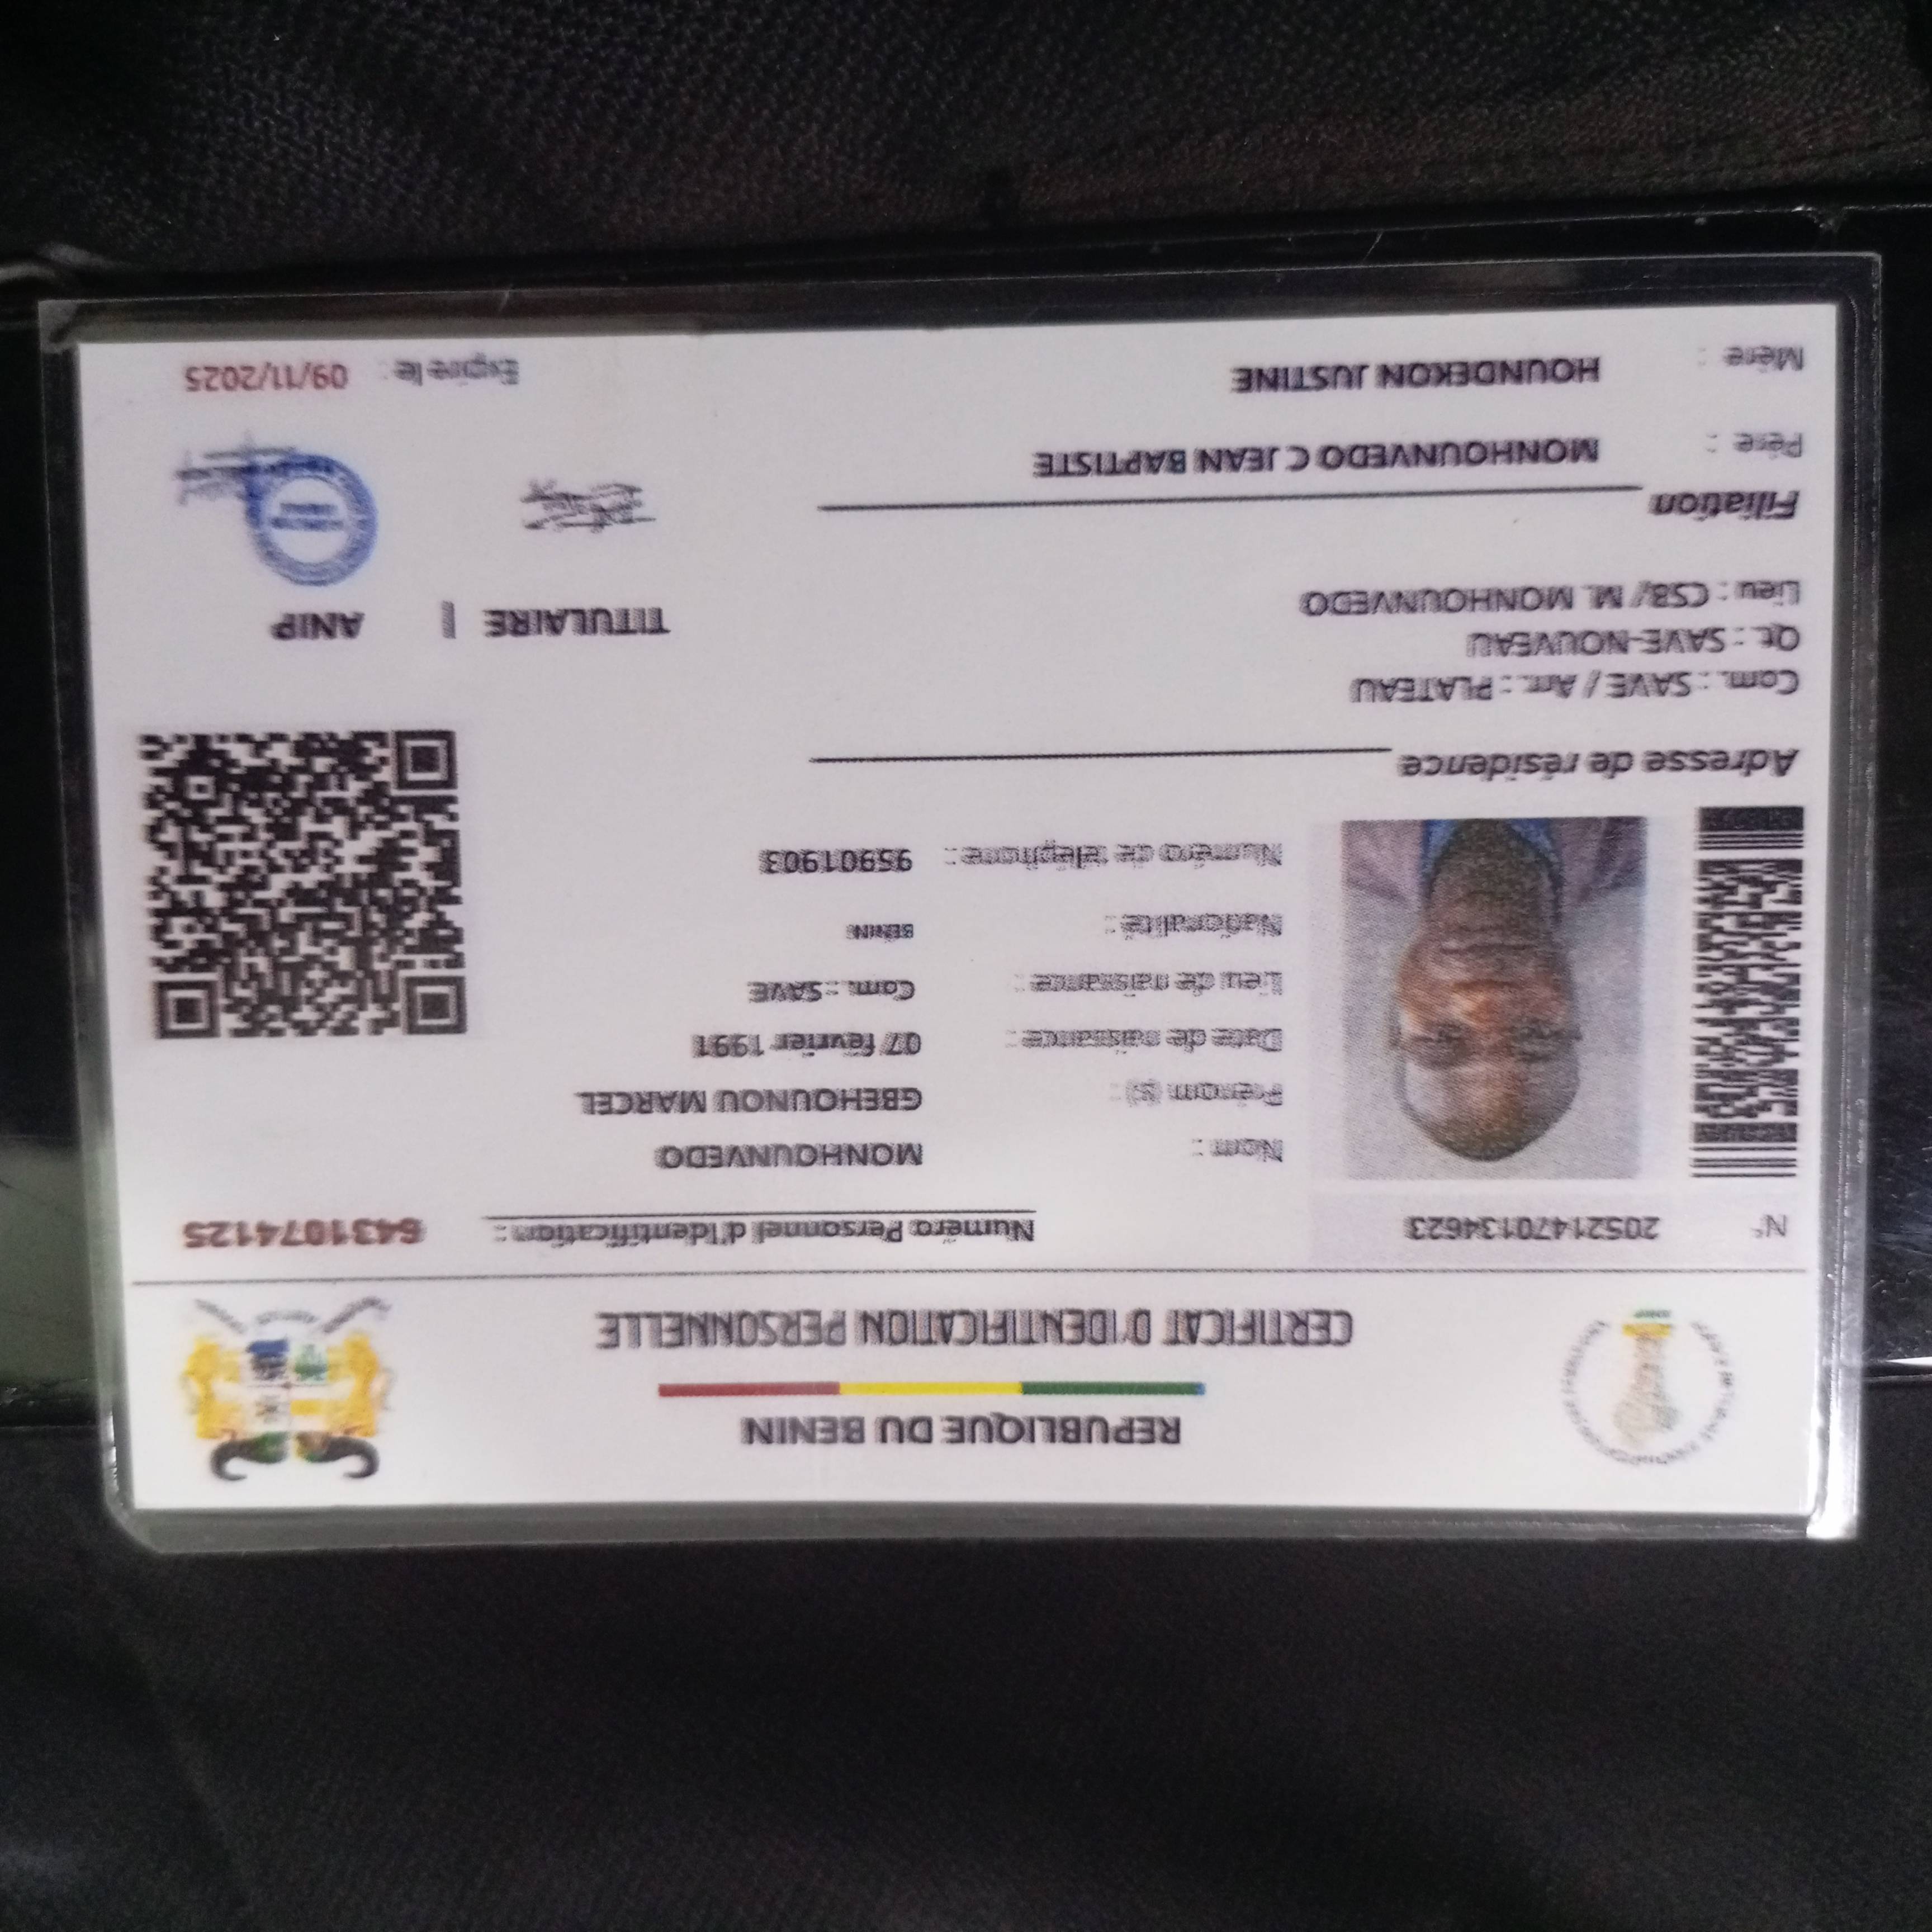 REPUBLIQUE DU BENIN
CERTIFICAT D'IDENTIFICATION PERSONNELLE
N° 20521470134623
Numéro Personnel d'Identification : 6431074125
Nom : MONHOUNVEDO
Prénom (s) : GBEHOUNOU MARCEL
Date de naissance : 07 février 1991
Lieu de naissance : Com. : SAVE
Nationalité : BENIN
Numéro de téléphone : 95901903
Adresse de résidence
Com. : SAVE / Arr. : PLATEAU
Qt. : SAVE-NOUVEAU
Lieu : CSB/ M. MONHOUNVEDO
TITULAIRE | ANIP
Filiation
Père : MONHOUNVEDO C JEAN BAPTISTE
Mère : HOUNDEKON JUSTINE
Expire le : 09/11/2025